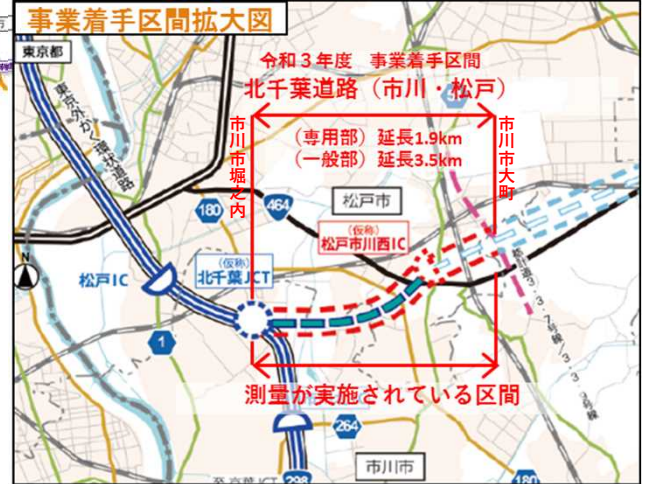 事業着手区間拡大図
東京都
東京外かく環状道路
令和3年度 事業着手区間
北千葉道路（市川・松戸）
市川市堀之内
（専用部）延長1.9km
（一般部）延長3.5km
市川市大町
松戸市
180
464
（仮称）
松戸市川西IC
（仮称）
北千葉JCT
松戸IC
N
1
測量が実施されている区間
264
市川市
298
180